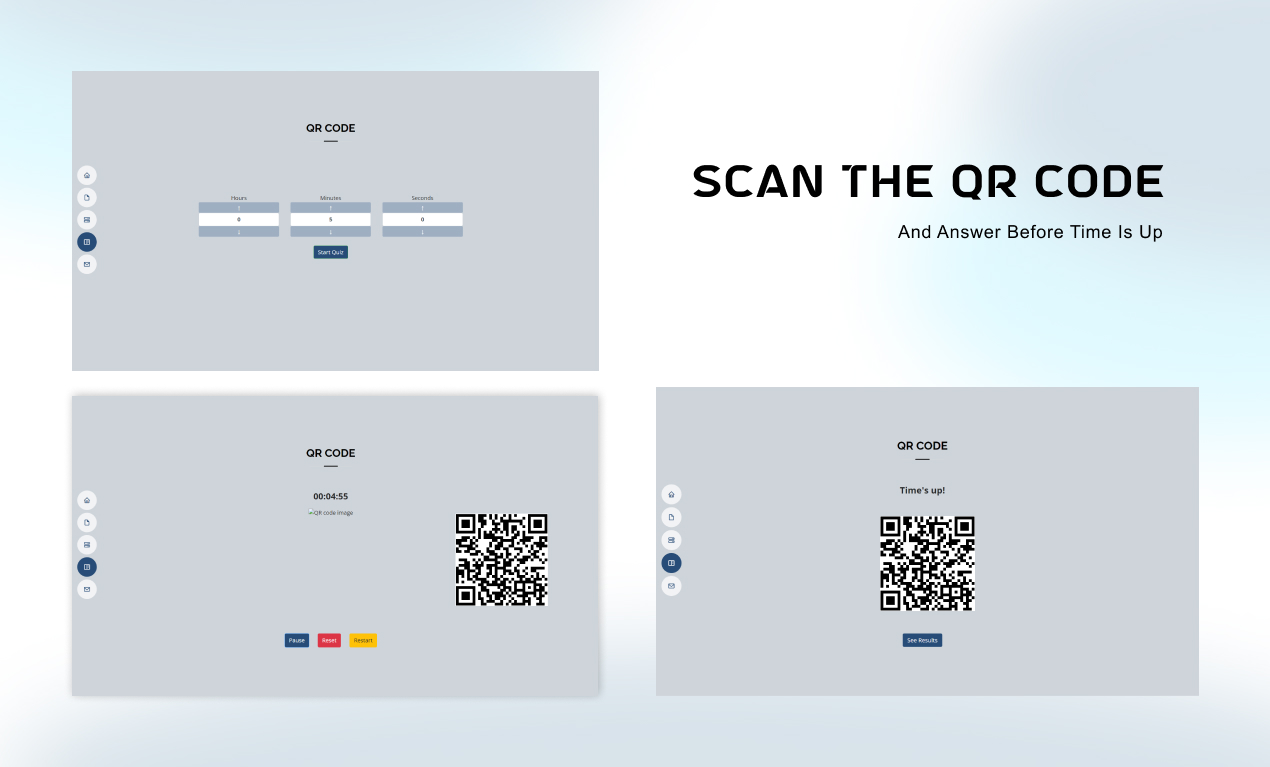 QR CODE
Hours Minutes Seconds
↑ ↑ ↑
0 5 0
↓ ↓ ↓
Start Quiz
SCAN THE QR CODE
And Answer Before Time Is Up
QR CODE
00:04:55
QR code image
Pause Reset Restart
QR CODE
Time's up!
See Results